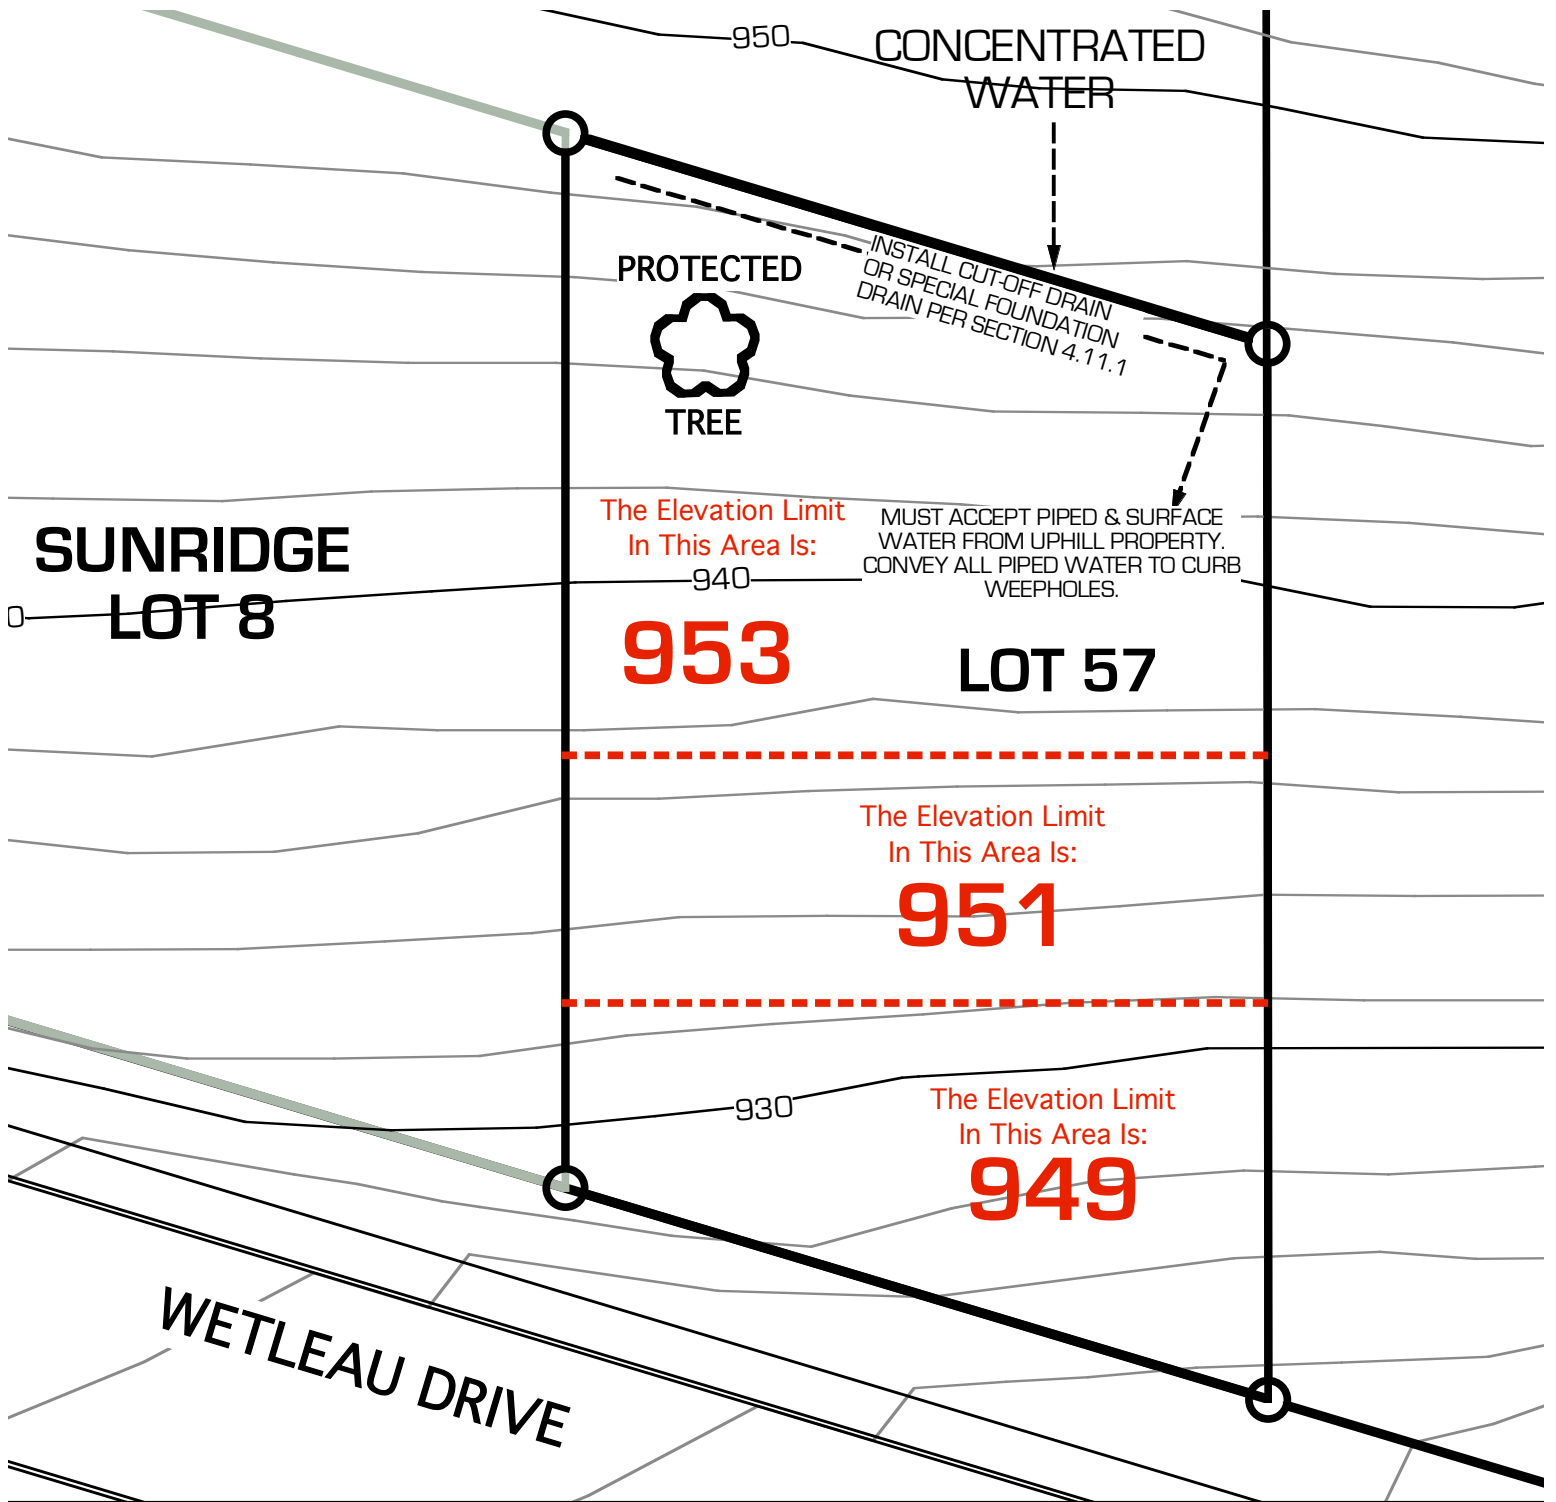 950
CONCENTRATED
WATER
INSTALL CUT-OFF DRAIN
OR SPECIAL FOUNDATION
DRAIN PER SECTION 4.11.1
PROTECTED
TREE
SUNRIDGE
LOT 8
0
The Elevation Limit
In This Area Is:
940
953
MUST ACCEPT PIPED & SURFACE
WATER FROM UPHILL PROPERTY.
CONVEY ALL PIPED WATER TO CURB
WEEPHOLES.
LOT 57
The Elevation Limit
In This Area Is:
951
930
The Elevation Limit
In This Area Is:
949
WETLEAU DRIVE